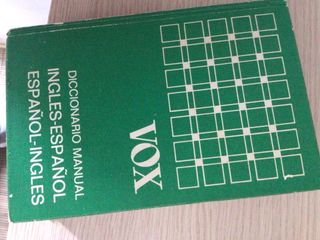 VOX
DICCIONARIO MANUAL
INGLES-ESPAÑOL
ESPAÑOL-INGLES